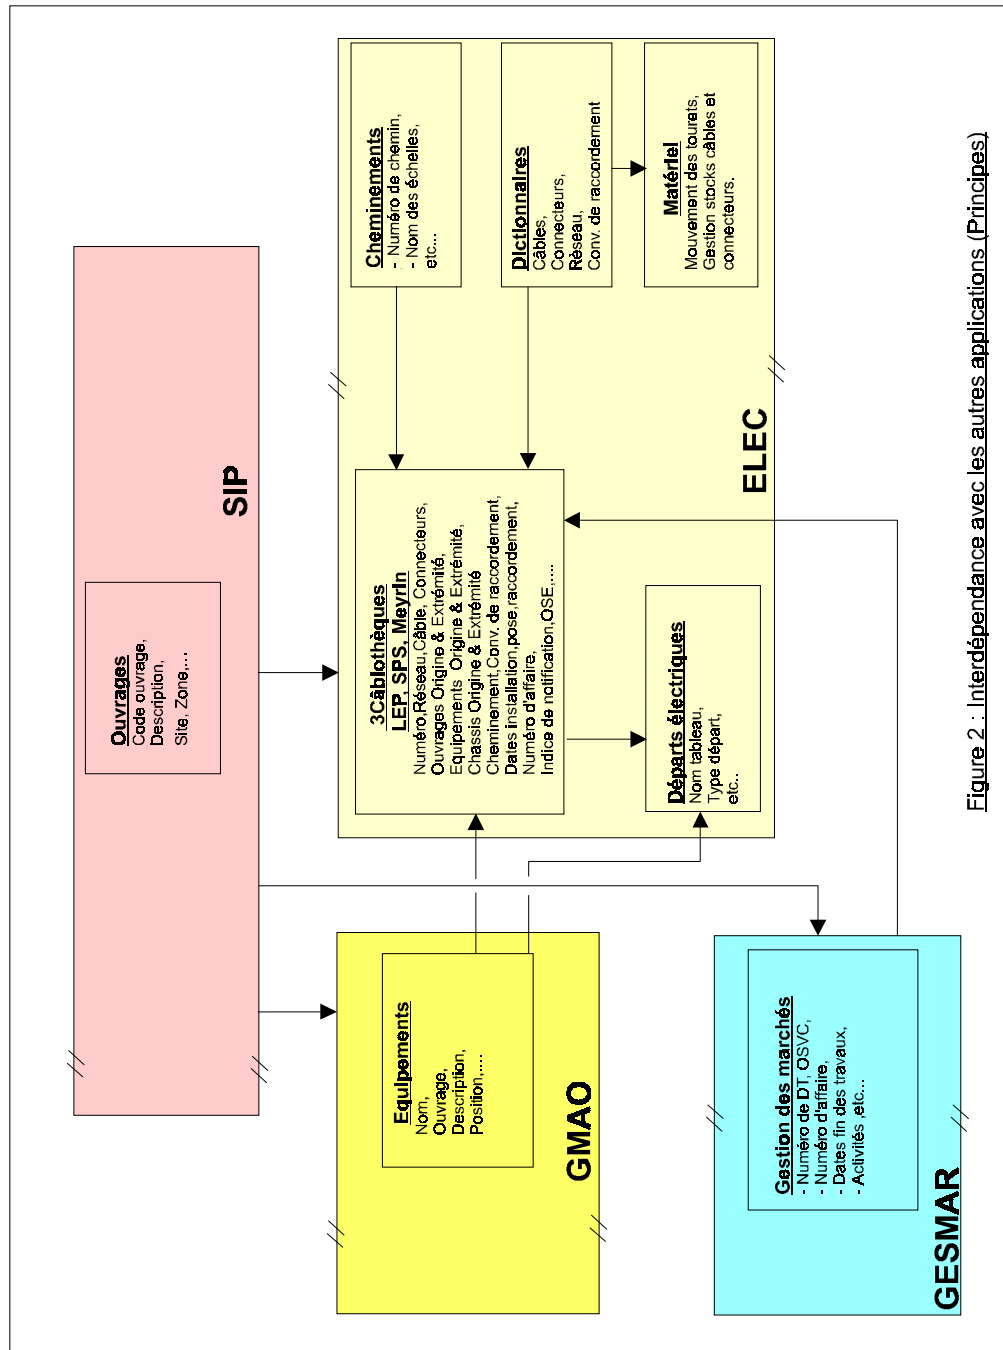 SIP
Ouvrages
Code ouvrage,
Description,
Site, Zone,...
GMAO
Equipements
Nom,
Ouvrage,
Description,
Position,....
ELEC
3Câblothèques
LEP, SPS, Meyrin
Numéro,Réseau,Câble, Connecteurs,
Ouvrages Origine & Extrémité,
Equipements Origine & Extrémité,
Chassis Origine & Extrémité
Cheminement,Conv. de raccordement,
Dates installation,pose,raccordement,
Numéro d'affaire,
Indice de notification,OSE,....
Cheminements
- Numéro de chemin,
- Nom des échelles,
etc...
Dictionnaires
Câbles,
Connecteurs,
Réseau,
Conv. de raccordement
Départs électriques
Nom tableau,
Type départ,
etc..
Matériel
Mouvement des tourets,
Gestion stocks câbles et
connecteurs.
GESMAR
Gestion des marchés
- Numéro de DT, OSVC,
- Numéro d'affaire,
- Dates fin des travaux,
- Activités ,etc...
Figure 2 : Interdépendance avec les autres applications (Principes)